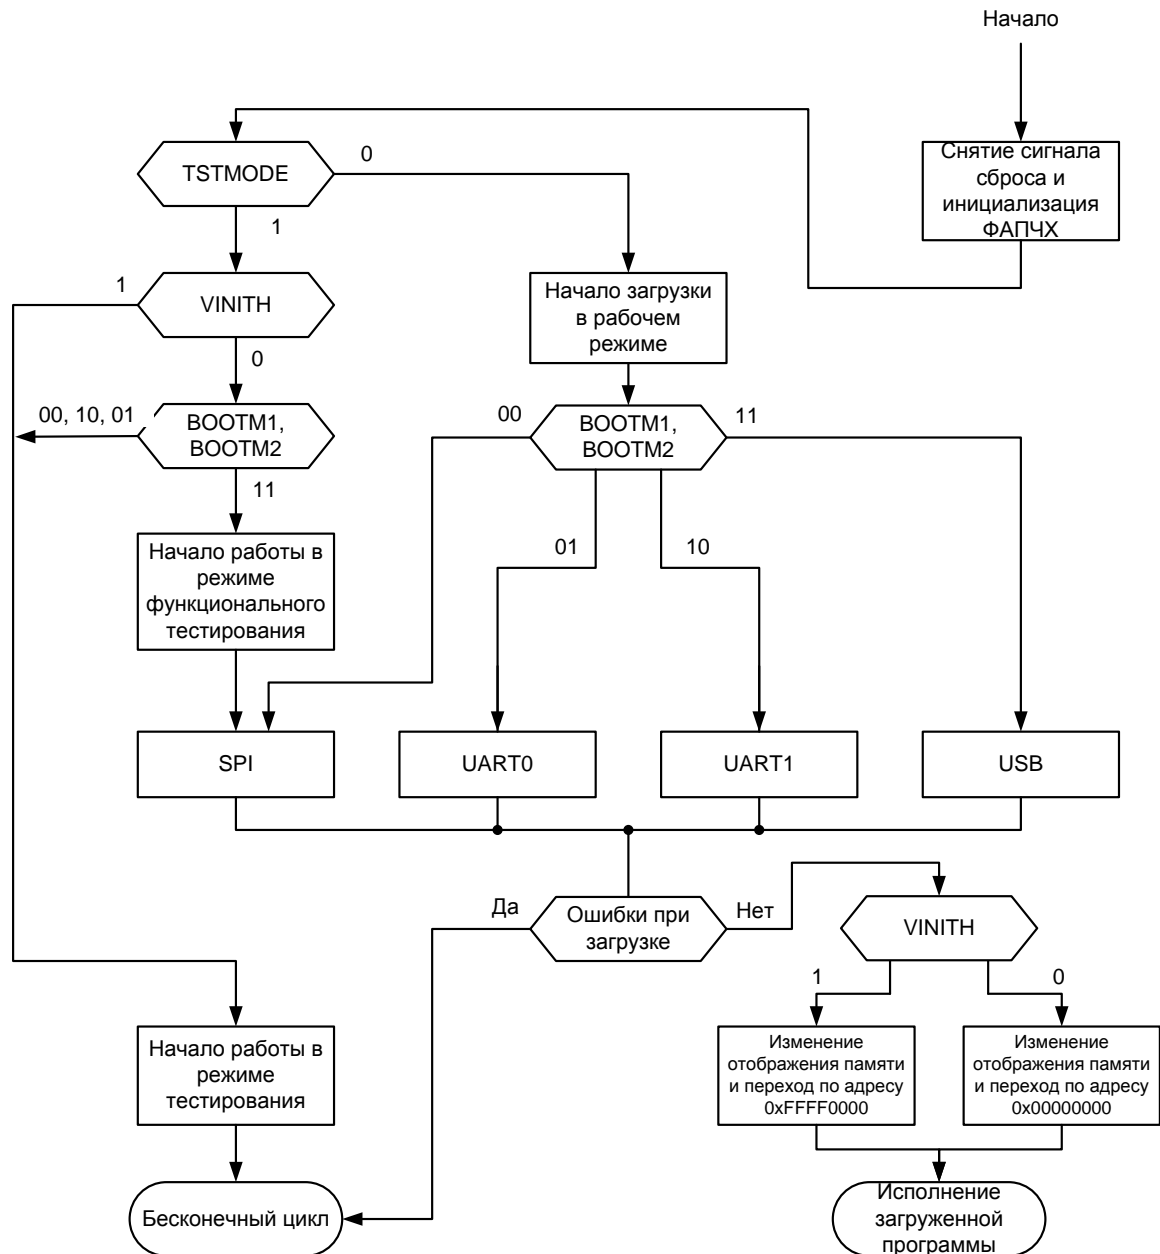 Начало
TSTMODE
0
Снятие сигнала
сброса и
инициализация
ФАПЧХ
1
1
VINITH
Начало загрузки
в рабочем
режиме
0
00, 10, 01
BOOTM1,
BOOTM2
00
BOOTM1,
BOOTM2
11
11
Начало работы в
режиме
функционального
тестирования
01
10
SPI
UART0
UART1
USB
Да
Ошибки при
загрузке
Нет
VINITH
1
0
Начало работы в
режиме
тестирования
Изменение
отображения памяти
и переход по адресу
0xFFFF0000
Изменение
отображения памяти
и переход по адресу
0x00000000
Бесконечный цикл
Исполнение
загруженной
программы